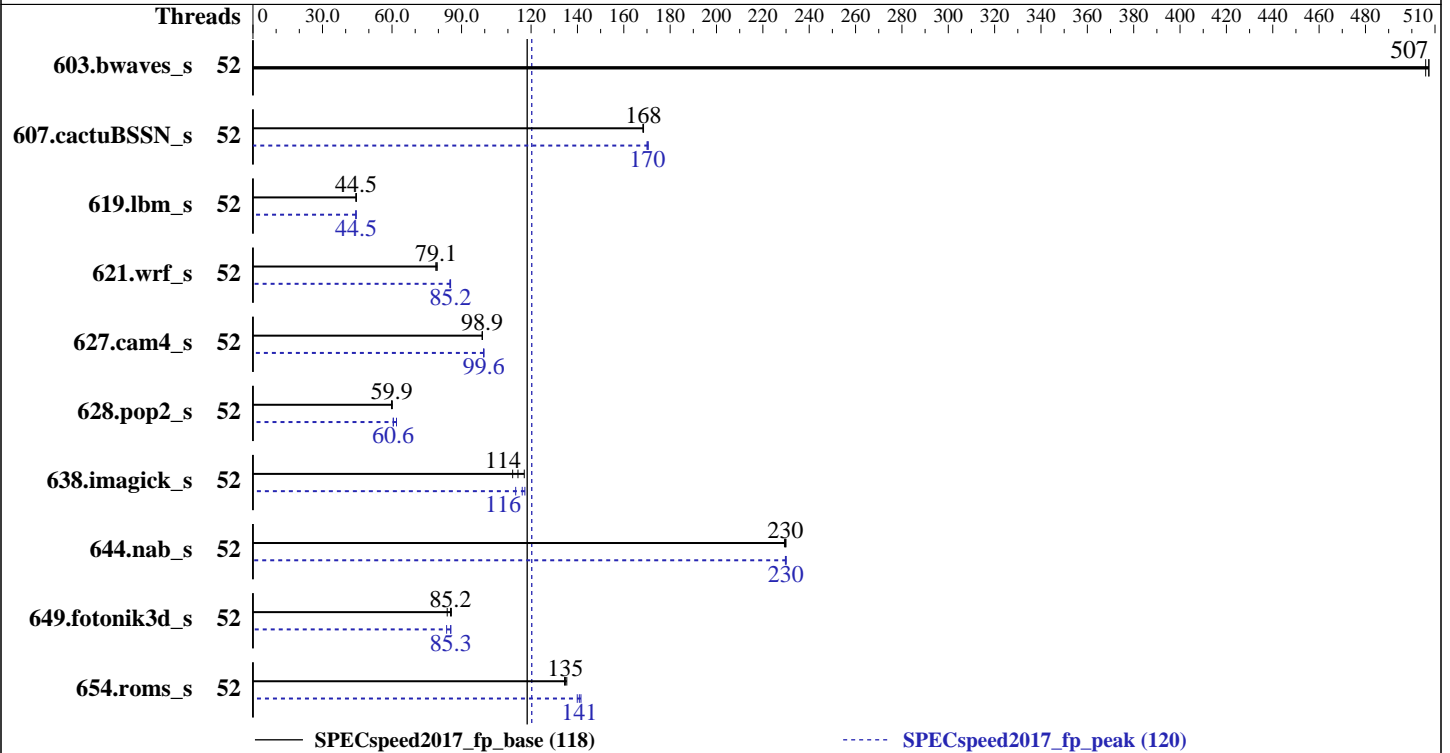 Threads 0 30.0 60.0 90.0 120 140 160 180 200 220 240 260 280 300 320 340 360 380 400 420 440 460 480 510
603.bwaves_s 52 507
607.cactuBSSN_s 52 168
170
619.lbm_s 52 44.5
44.5
621.wrf_s 52 79.1
85.2
627.cam4_s 52 98.9
99.6
628.pop2_s 52 59.9
60.6
638.imagick_s 52 114
116
644.nab_s 52 230
230
649.fotonik3d_s 52 85.2
85.3
654.roms_s 52 135
141
SPECspeed2017_fp_base (118) SPECspeed2017_fp_peak (120)